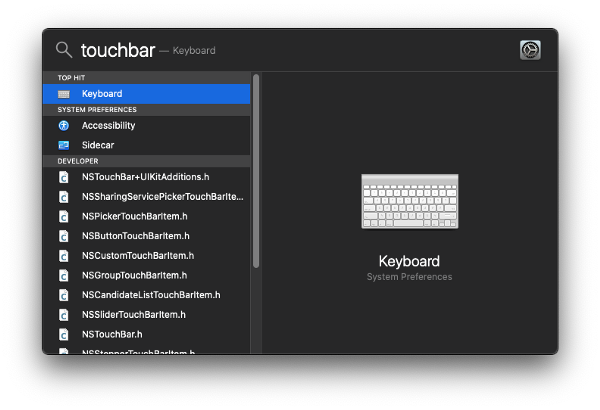 touchbar — Keyboard
TOP HIT
Keyboard
SYSTEM PREFERENCES
Accessibility
Sidecar
DEVELOPER
NSTouchBar+UIKitAdditions.h
NSSharingServicePickerTouchBarIte...
NSPickerTouchBarItem.h
NSButtonTouchBarItem.h
NSCustomTouchBarItem.h
NSGroupTouchBarItem.h
NSCandidateListTouchBarItem.h
NSSliderTouchBarItem.h
NSTouchBar.h
NSStepperTouchBarItem.h
Keyboard
System Preferences